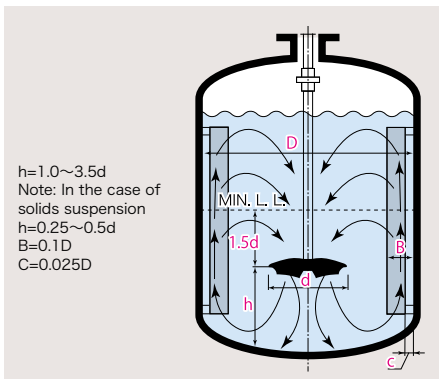 h=1.0～3.5d
Note: In the case of
solids suspension
h=0.25～0.5d
B=0.1D
C=0.025D
D
MIN. L. L.
1.5d
B
d
h
C